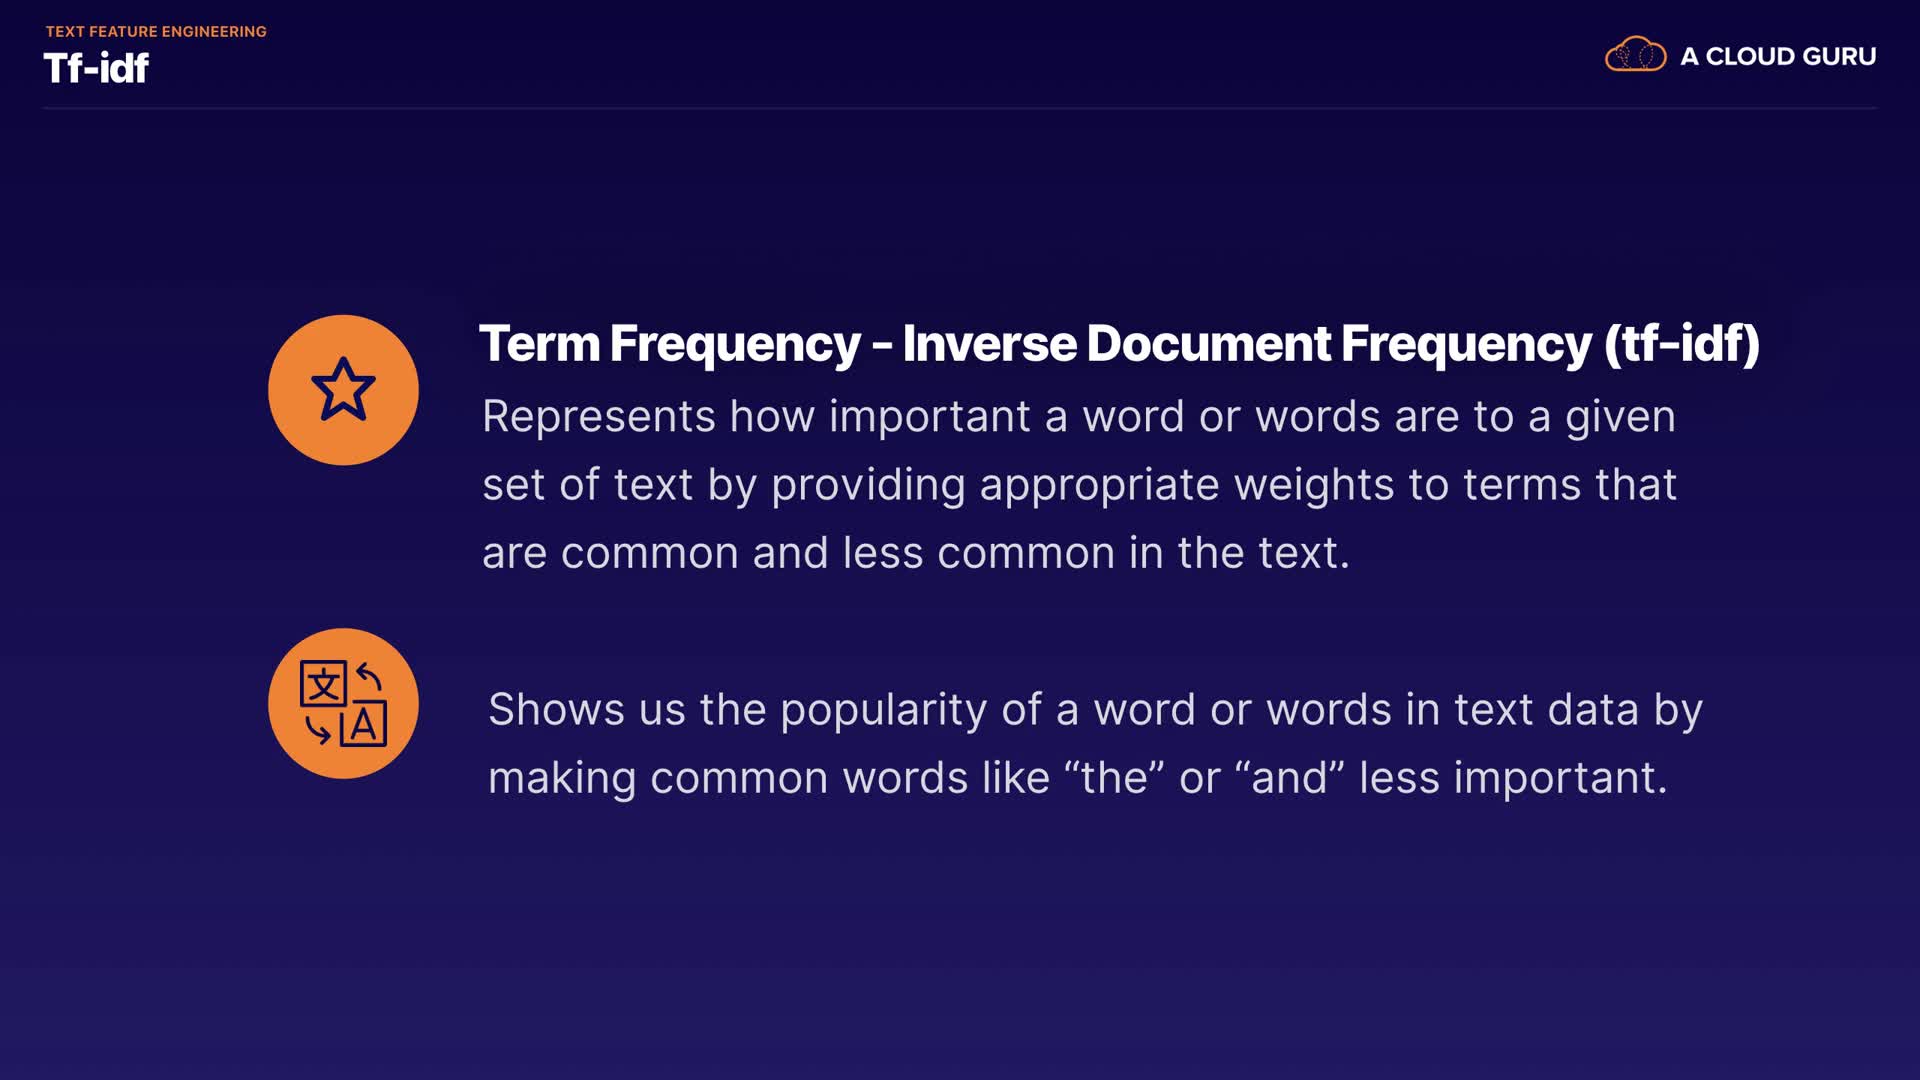 TEXT FEATURE ENGINEERING
Tf-idf
A CLOUD GURU
Term Frequency - Inverse Document Frequency (tf-idf)
Represents how important a word or words are to a given
set of text by providing appropriate weights to terms that
are common and less common in the text.
文
A
Shows us the popularity of a word or words in text data by
making common words like “the” or “and” less important.